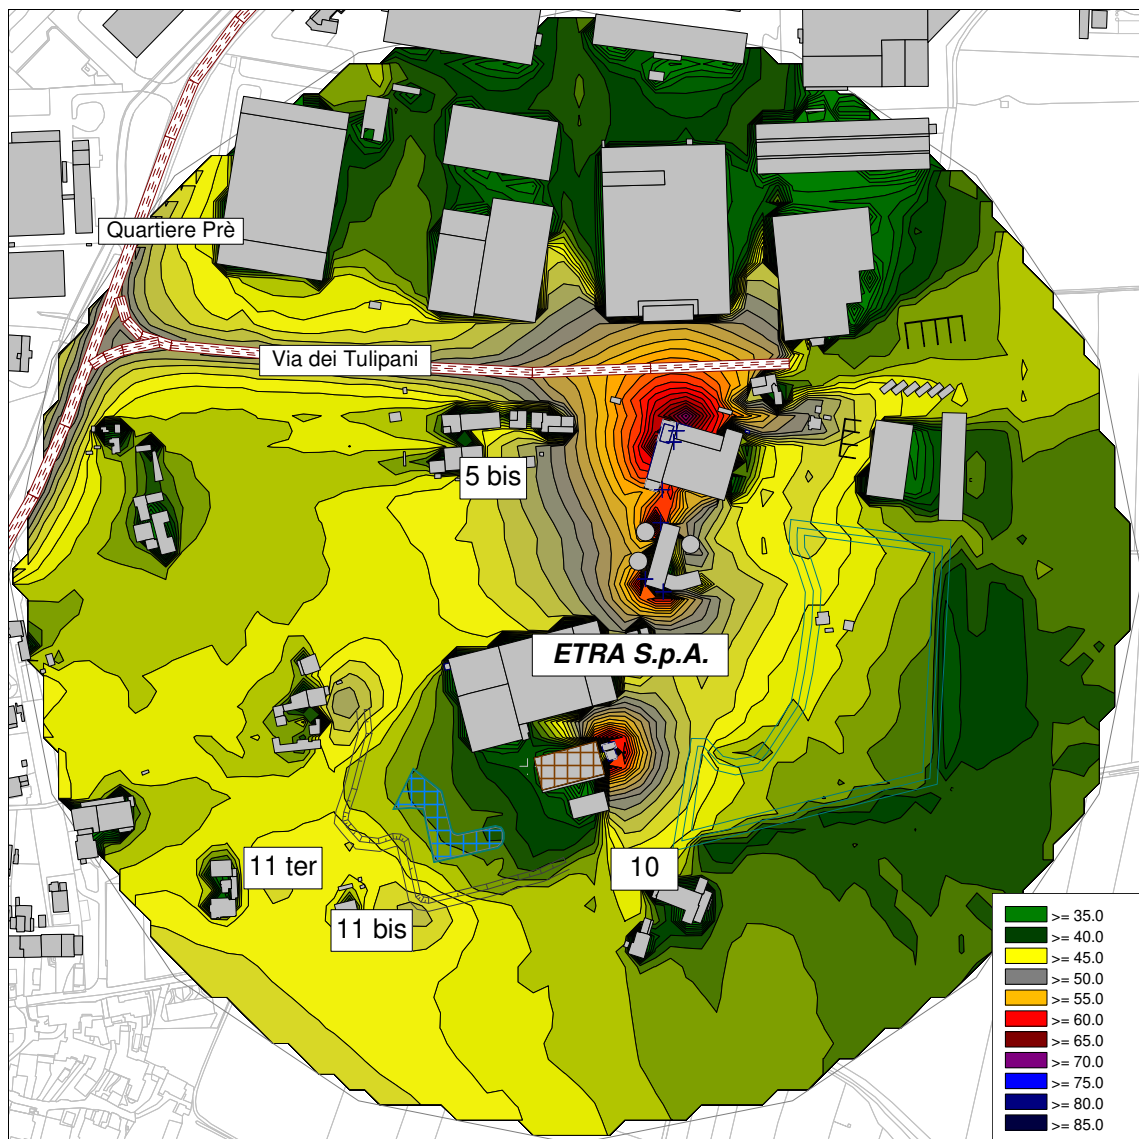 Quartiere Prè
Via dei Tulipani
5 bis
ETRA S.p.A.
11 ter
10
11 bis
>= 35.0
>= 40.0
>= 45.0
>= 50.0
>= 55.0
>= 60.0
>= 65.0
>= 70.0
>= 75.0
>= 80.0
>= 85.0